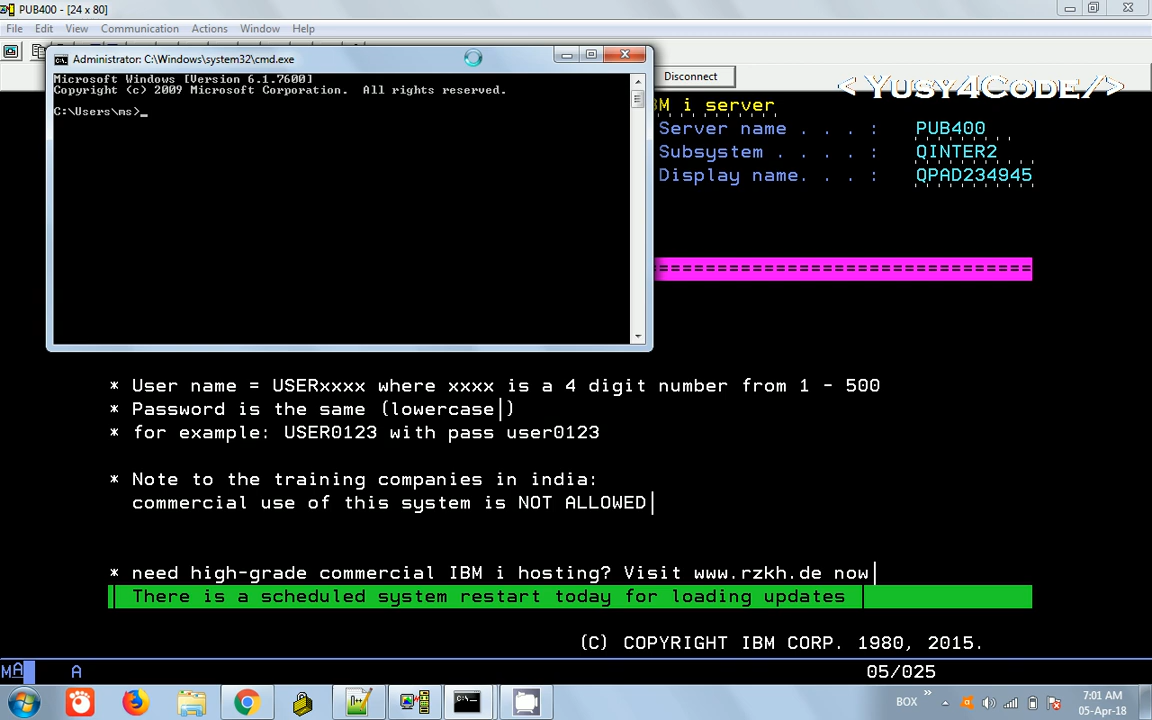 PUB400 - [24 x 80]
File Edit View Communication Actions Window Help
Administrator: C:\Windows\system32\cmd.exe
Disconnect
< Yusy4Code/>
Microsoft Windows [Version 6.1.7600]
Copyright (c) 2009 Microsoft Corporation. All rights reserved.
C:\Users\ms>_
M i server
Server name . . . : PUB400
Subsystem . . . . : QINTER2
Display name. . . : QPAD234945
================================
* User name = USERxxxx where xxxx is a 4 digit number from 1 - 500
* Password is the same (lowercase )
* for example: USER0123 with pass user0123
* Note to the training companies in india:
commercial use of this system is NOT ALLOWED
* need high-grade commercial IBM i hosting? Visit www.rzkh.de now
There is a scheduled system restart today for loading updates
(C) COPYRIGHT IBM CORP. 1980, 2015.
MA A 05/025
BOX 7:01 AM
05-Apr-18